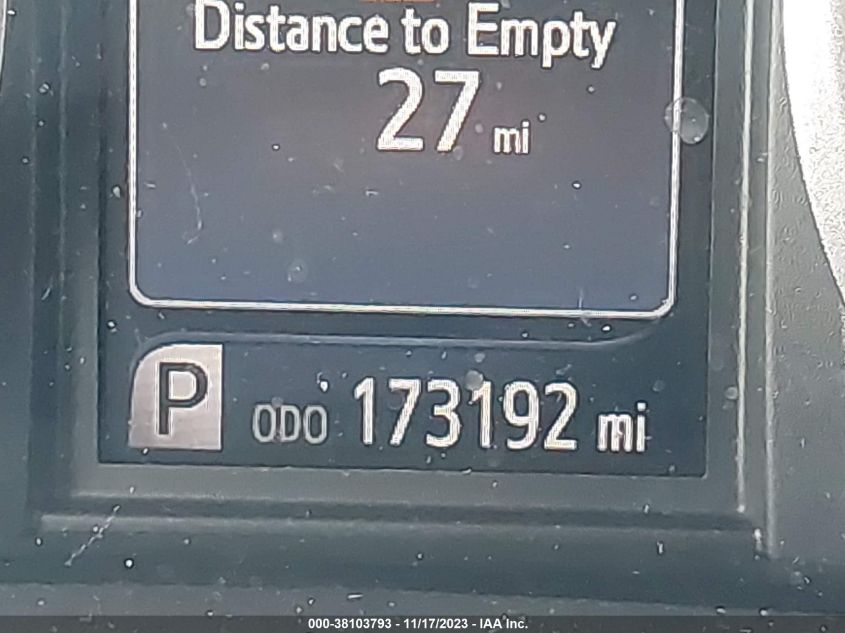 Distance to Empty
27 mi
P ODO 173192 mi
000-38103793 - 11/17/2023 - IAA Inc.